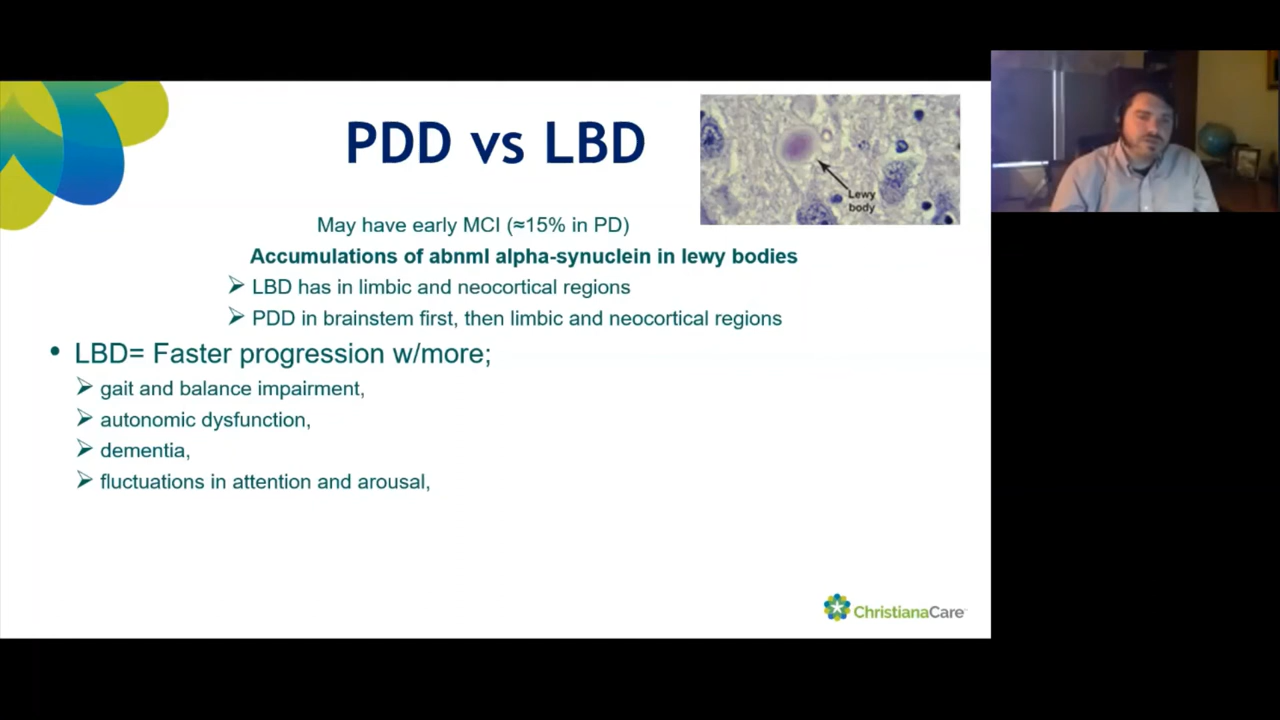 PDD vs LBD
Lewy
body
May have early MCI (≈15% in PD)
Accumulations of abnml alpha-synuclein in lewy bodies
➢ LBD has in limbic and neocortical regions
➢ PDD in brainstem first, then limbic and neocortical regions
• LBD= Faster progression w/more;
➢ gait and balance impairment,
➢ autonomic dysfunction,
➢ dementia,
➢ fluctuations in attention and arousal,
ChristianaCare